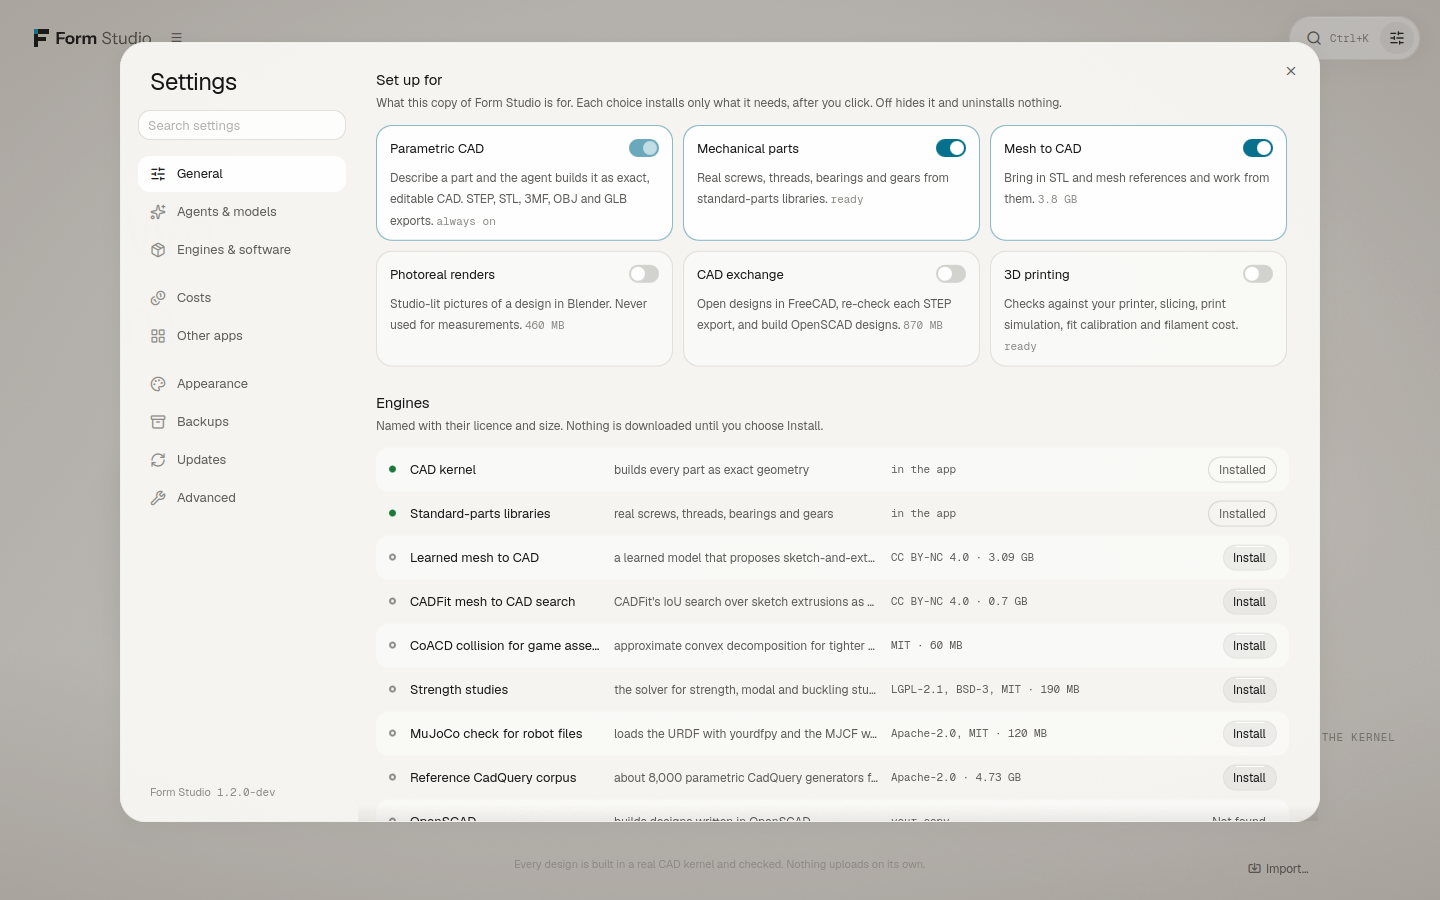 Form Studio
Ctrl+K
Settings
Search settings
General
Agents & models
Engines & software
Costs
Other apps
Appearance
Backups
Updates
Advanced
Form Studio 1.2.0-dev
Set up for
What this copy of Form Studio is for. Each choice installs only what it needs, after you click. Off hides it and uninstalls nothing.
Parametric CAD
Describe a part and the agent builds it as exact,
editable CAD. STEP, STL, 3MF, OBJ and GLB
exports. always on
Mechanical parts
Real screws, threads, bearings and gears from
standard-parts libraries. ready
Mesh to CAD
Bring in STL and mesh references and work from
them. 3.8 GB
Photoreal renders
Studio-lit pictures of a design in Blender. Never
used for measurements. 460 MB
CAD exchange
Open designs in FreeCAD, re-check each STEP
export, and build OpenSCAD designs. 870 MB
3D printing
Checks against your printer, slicing, print
simulation, fit calibration and filament cost.
ready
Engines
Named with their licence and size. Nothing is downloaded until you choose Install.
CAD kernel builds every part as exact geometry in the app Installed
Standard-parts libraries real screws, threads, bearings and gears in the app Installed
Learned mesh to CAD a learned model that proposes sketch-and-ext... CC BY-NC 4.0 · 3.09 GB Install
CADFit mesh to CAD search CADFit's IoU search over sketch extrusions as ... CC BY-NC 4.0 · 0.7 GB Install
CoACD collision for game asse... approximate convex decomposition for tighter ... MIT · 60 MB Install
Strength studies the solver for strength, modal and buckling stu... LGPL-2.1, BSD-3, MIT · 190 MB Install
MuJoCo check for robot files loads the URDF with yourdfpy and the MJCF w... Apache-2.0, MIT · 120 MB Install
Reference CadQuery corpus about 8,000 parametric CadQuery generators f... Apache-2.0 · 4.73 GB Install
OpenSCAD builds designs written in OpenSCAD your copy Not found
THE KERNEL
Every design is built in a real CAD kernel and checked. Nothing uploads on its own.
Import...